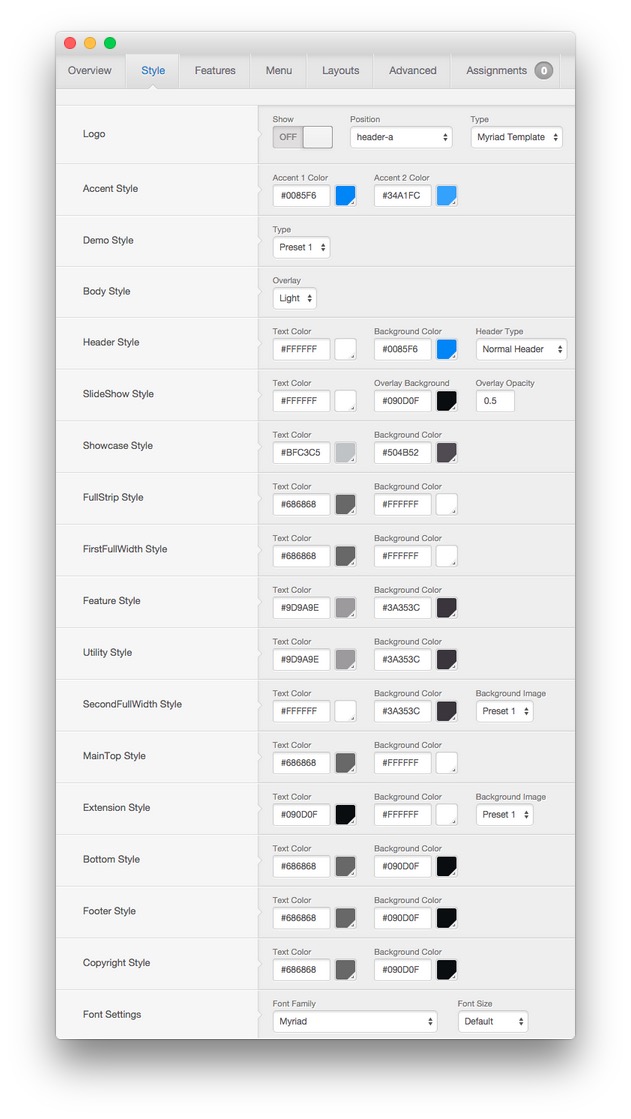 Overview Style Features Menu Layouts Advanced Assignments 0
Show Position Type
Logo OFF header-a Myriad Template
Accent 1 Color Accent 2 Color
Accent Style #0085F6 #34A1FC
Type
Demo Style Preset 1
Overlay
Body Style Light
Text Color Background Color Header Type
Header Style #FFFFFF #0085F6 Normal Header
Text Color Overlay Background Overlay Opacity
SlideShow Style #FFFFFF #090D0F 0.5
Text Color Background Color
Showcase Style #BFC3C5 #504B52
Text Color Background Color
FullStrip Style #686868 #FFFFFF
Text Color Background Color
FirstFullWidth Style #686868 #FFFFFF
Text Color Background Color
Feature Style #9D9A9E #3A353C
Text Color Background Color
Utility Style #9D9A9E #3A353C
Text Color Background Color Background Image
SecondFullWidth Style #FFFFFF #3A353C Preset 1
Text Color Background Color
MainTop Style #686868 #FFFFFF
Text Color Background Color Background Image
Extension Style #090D0F #FFFFFF Preset 1
Text Color Background Color
Bottom Style #686868 #090D0F
Text Color Background Color
Footer Style #686868 #090D0F
Text Color Background Color
Copyright Style #686868 #090D0F
Font Family Font Size
Font Settings Myriad Default